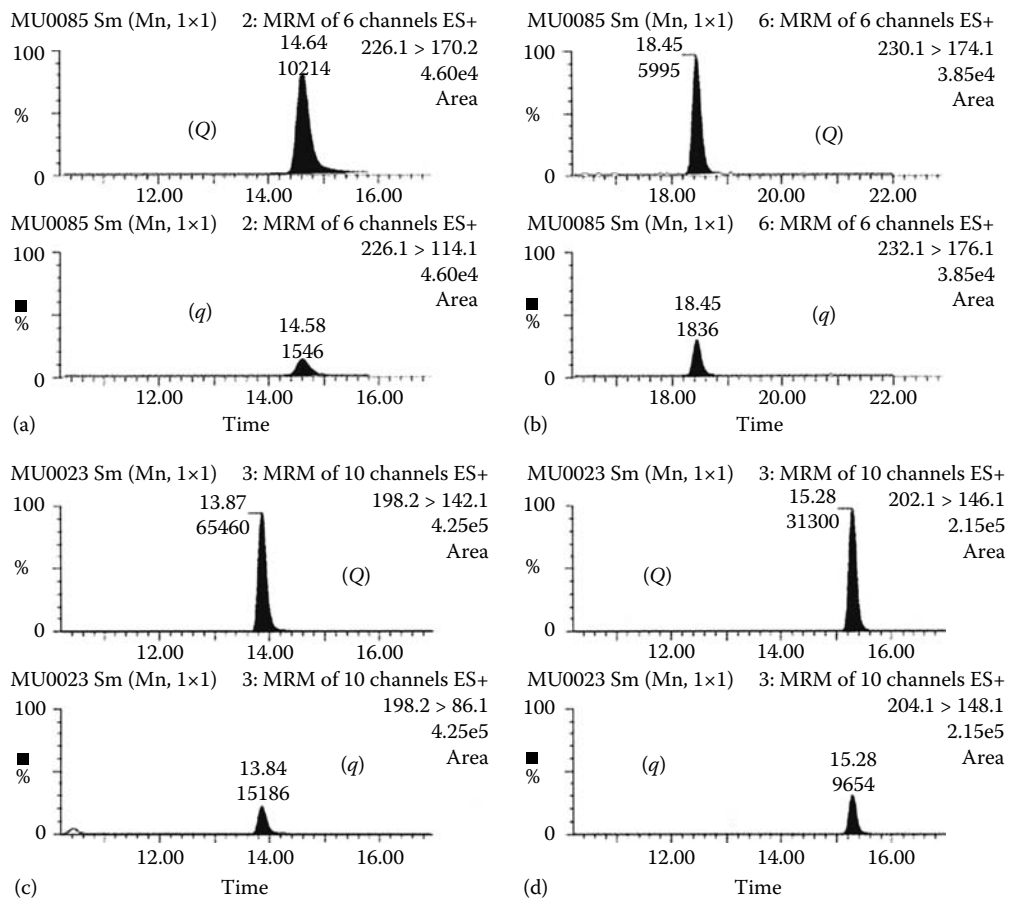 MU0085 Sm (Mn, 1×1) 2: MRM of 6 channels ES+
14.64
10214
226.1 > 170.2
4.60e4
Area
100
%
0
(Q)
12.00 14.00 16.00
MU0085 Sm (Mn, 1×1) 2: MRM of 6 channels ES+
226.1 > 114.1
4.60e4
Area
100
%
0
(q)
14.58
1546
12.00 14.00 16.00
(a) Time
MU0085 Sm (Mn, 1×1) 6: MRM of 6 channels ES+
18.45
5995
230.1 > 174.1
3.85e4
Area
100
%
0
(Q)
18.00 20.00 22.00
MU0085 Sm (Mn, 1×1) 6: MRM of 6 channels ES+
232.1 > 176.1
3.85e4
Area
100
%
0
18.45
1836
(q)
18.00 20.00 22.00
(b) Time
MU0023 Sm (Mn, 1×1) 3: MRM of 10 channels ES+
13.87
65460
198.2 > 142.1
4.25e5
Area
100
%
0
(Q)
12.00 14.00 16.00
MU0023 Sm (Mn, 1×1) 3: MRM of 10 channels ES+
198.2 > 86.1
4.25e5
Area
100
%
0
13.84
15186
(q)
12.00 14.00 16.00
(c) Time
MU0023 Sm (Mn, 1×1) 3: MRM of 10 channels ES+
15.28
31300
202.1 > 146.1
2.15e5
Area
100
%
0
(Q)
12.00 14.00 16.00
MU0023 Sm (Mn, 1×1) 3: MRM of 10 channels ES+
204.1 > 148.1
2.15e5
Area
100
%
0
(q)
15.28
9654
12.00 14.00 16.00
(d) Time